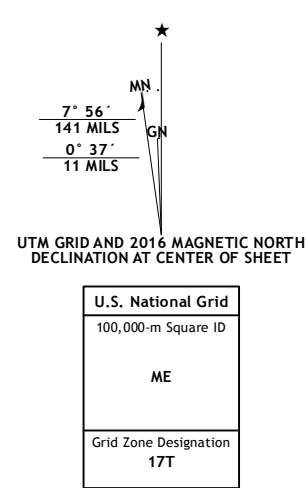 MN
7° 56´
141 MILS
GN
0° 37´
11 MILS
UTM GRID AND 2016 MAGNETIC NORTH
DECLINATION AT CENTER OF SHEET
U.S. National Grid
100,000-m Square ID
ME
Grid Zone Designation
17T